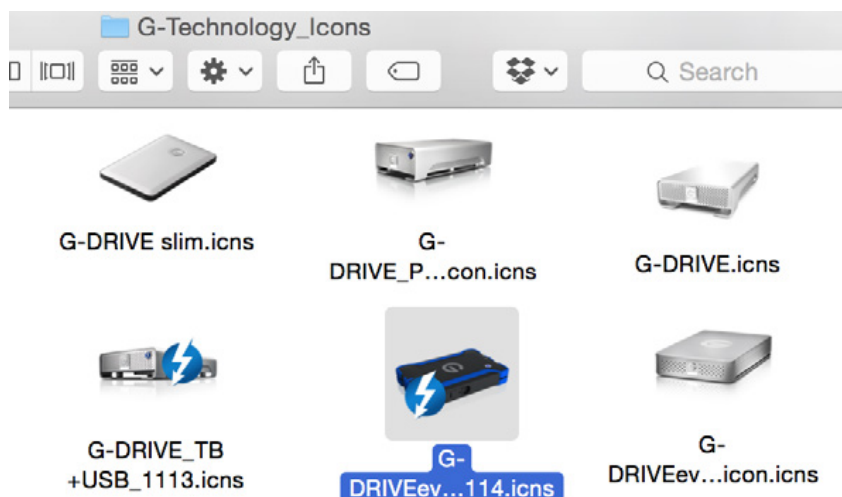 G-Technology_Icons
Search
G-DRIVE slim.icns
G-
DRIVE_P...con.icns
G-DRIVE.icns
G-DRIVE_TB
+USB_1113.icns
G-
DRIVEev...114.icns
G-
DRIVEev...icon.icns